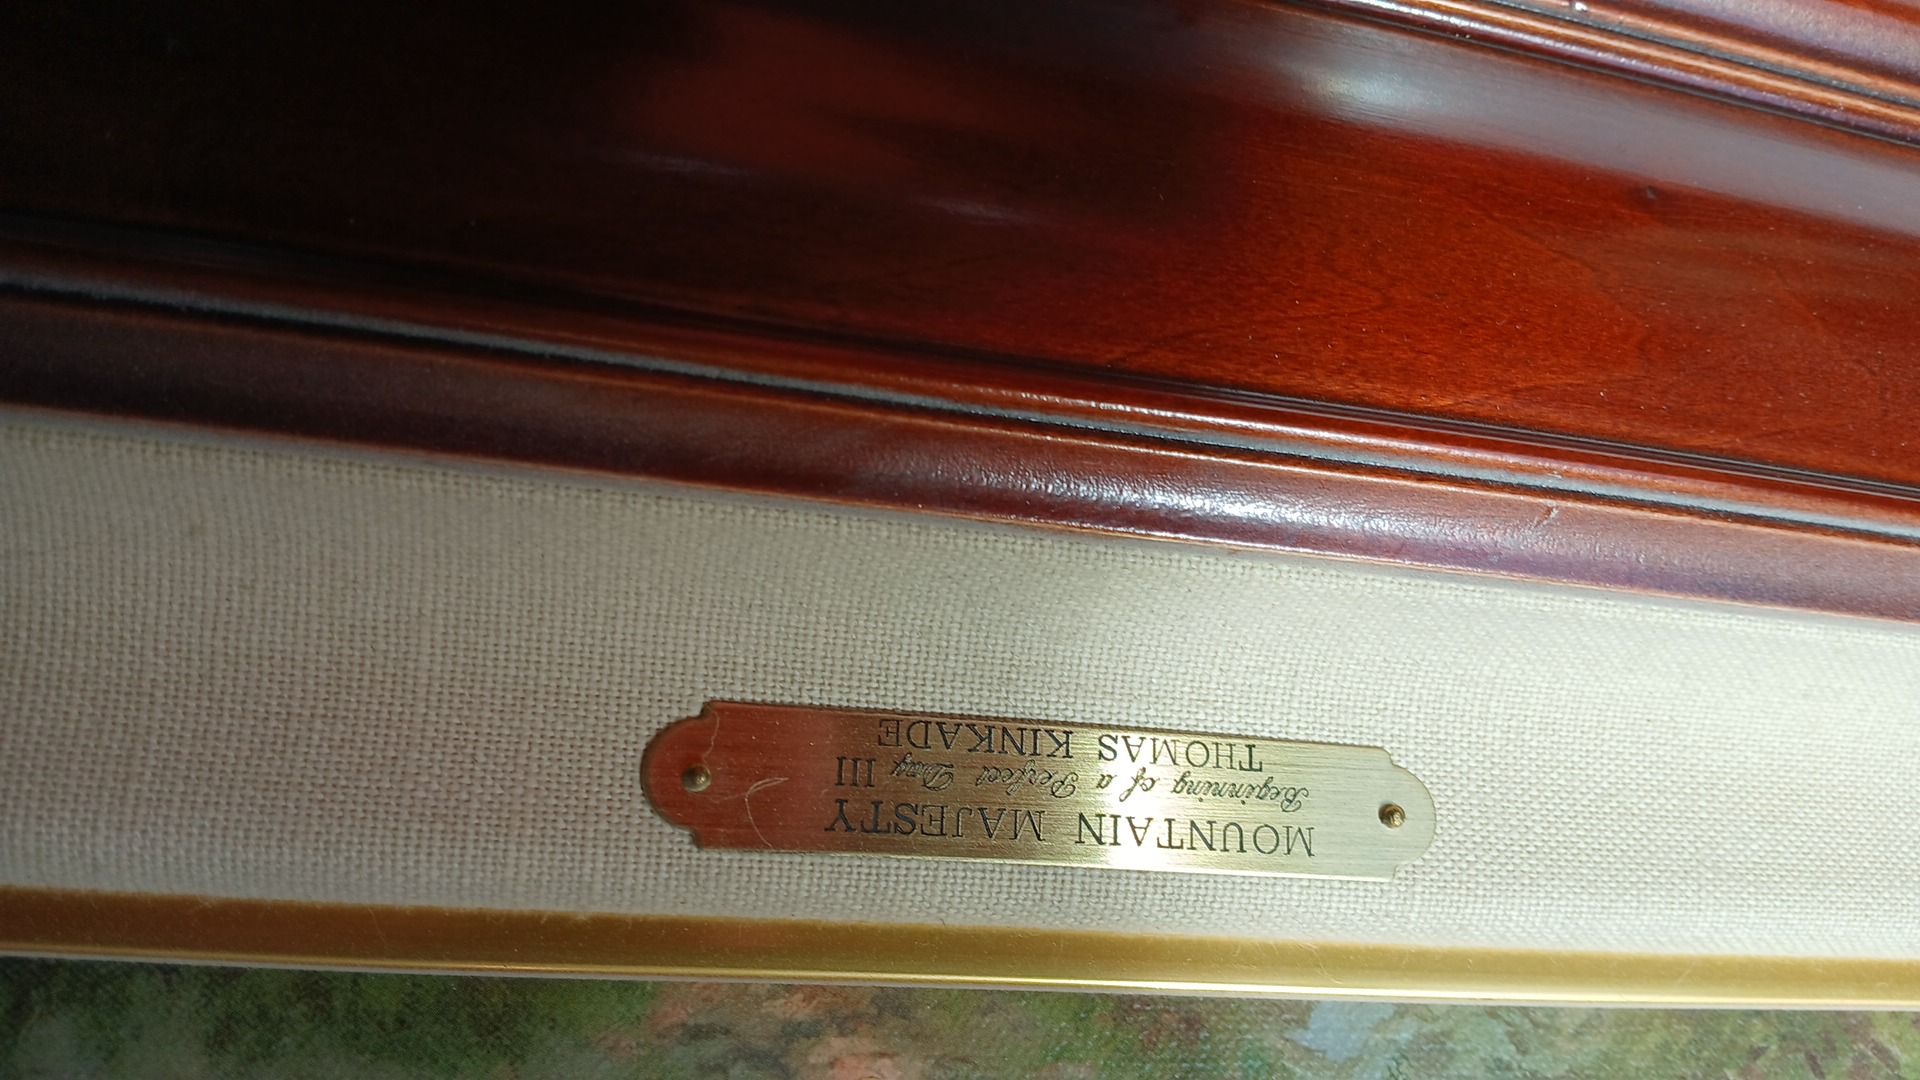 MOUNTAIN MAJESTY
Beginning of a Perfect Day III
THOMAS KINKADE